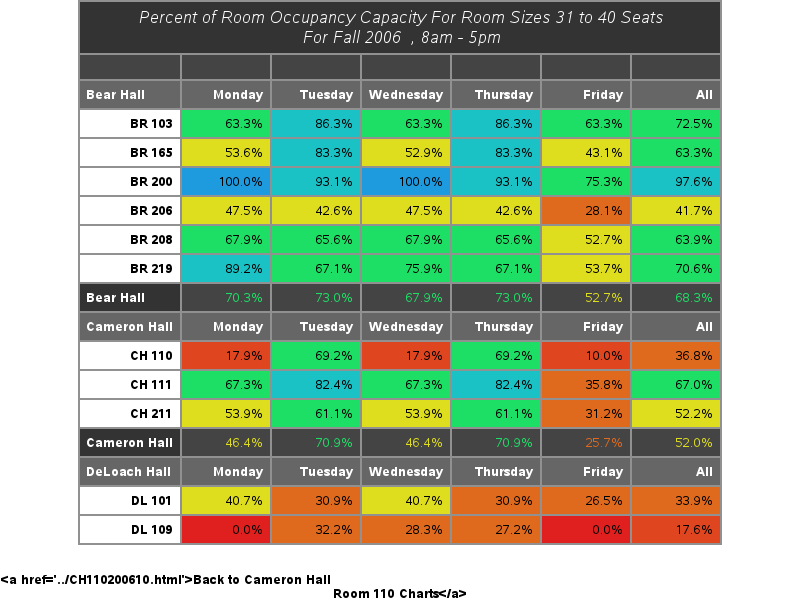 Percent of Room Occupancy Capacity For Room Sizes 31 to 40 Seats
For Fall 2006 , 8am - 5pm
Bear Hall Monday Tuesday Wednesday Thursday Friday All
BR 103 63.3% 86.3% 63.3% 86.3% 63.3% 72.5%
BR 165 53.6% 83.3% 52.9% 83.3% 43.1% 63.3%
BR 200 100.0% 93.1% 100.0% 93.1% 75.3% 97.6%
BR 206 47.5% 42.6% 47.5% 42.6% 28.1% 41.7%
BR 208 67.9% 65.6% 67.9% 65.6% 52.7% 63.9%
BR 219 89.2% 67.1% 75.9% 67.1% 53.7% 70.6%
Bear Hall 70.3% 73.0% 67.9% 73.0% 52.7% 68.3%
Cameron Hall Monday Tuesday Wednesday Thursday Friday All
CH 110 17.9% 69.2% 17.9% 69.2% 10.0% 36.8%
CH 111 67.3% 82.4% 67.3% 82.4% 35.8% 67.0%
CH 211 53.9% 61.1% 53.9% 61.1% 31.2% 52.2%
Cameron Hall 46.4% 70.9% 46.4% 70.9% 25.7% 52.0%
DeLoach Hall Monday Tuesday Wednesday Thursday Friday All
DL 101 40.7% 30.9% 40.7% 30.9% 26.5% 33.9%
DL 109 0.0% 32.2% 28.3% 27.2% 0.0% 17.6%
<a href='../CH110200610.html'>Back to Cameron Hall
Room 110 Charts</a>